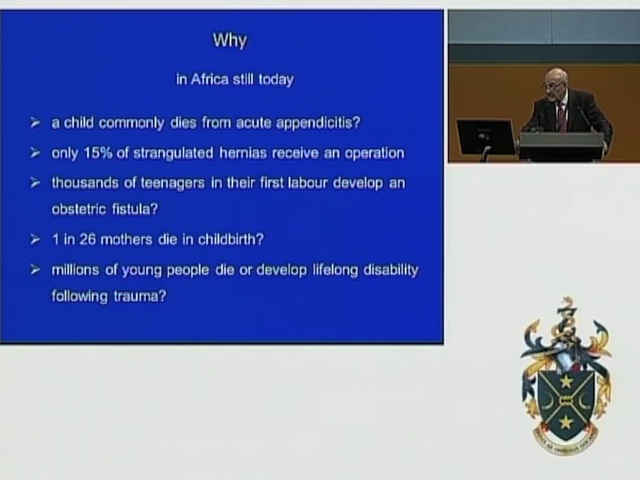 Why
in Africa still today
➢ a child commonly dies from acute appendicitis?
➢ only 15% of strangulated hernias receive an operation
➢ thousands of teenagers in their first labour develop an
obstetric fistula?
➢ 1 in 26 mothers die in childbirth?
➢ millions of young people die or develop lifelong disability
following trauma?